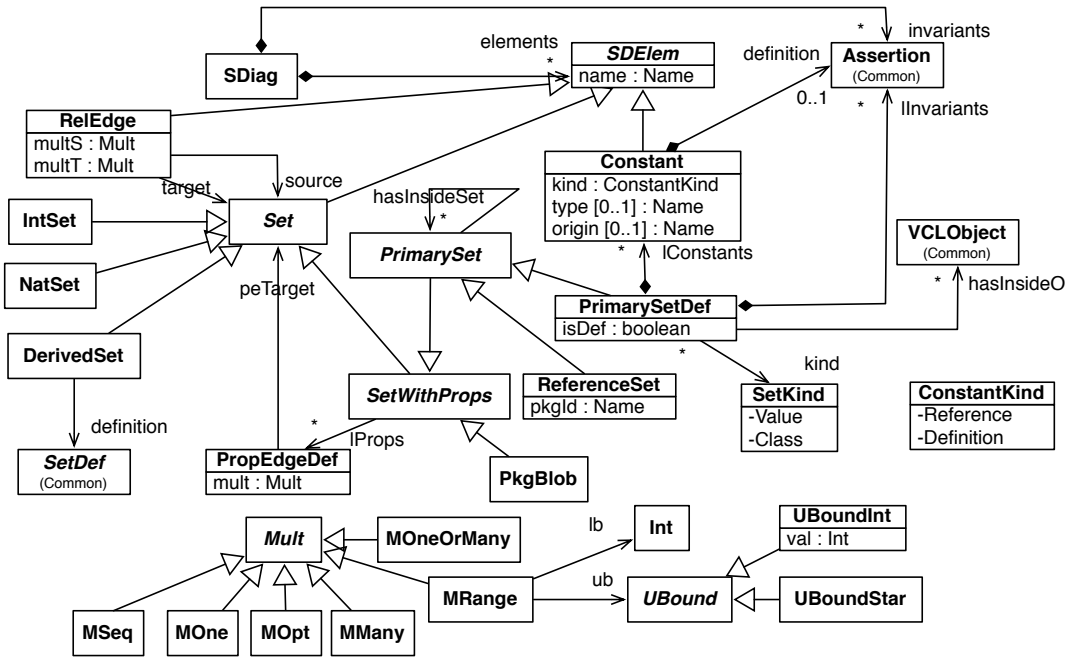 elements
SDElem
name : Name
*
SDiag
definition
*
invariants
Assertion
(Common)
0..1
*
lInvariants
RelEdge
multS : Mult
multT : Mult
target
source
Constant
kind : ConstantKind
type [0..1] : Name
origin [0..1] : Name
hasInsideSet
*
IntSet
Set
PrimarySet
*
lConstants
VCLObject
(Common)
*
hasInsideO
NatSet
peTarget
PrimarySetDef
isDef : boolean
*
kind
DerivedSet
SetWithProps
ReferenceSet
pkgId : Name
SetKind
-Value
-Class
ConstantKind
-Reference
-Definition
definition
*
lProps
SetDef
(Common)
PropEdgeDef
mult : Mult
PkgBlob
Mult
MOneOrMany
lb
Int
UBoundInt
val : Int
MRange
ub
UBound
UBoundStar
MSeq
MOne
MOpt
MMany